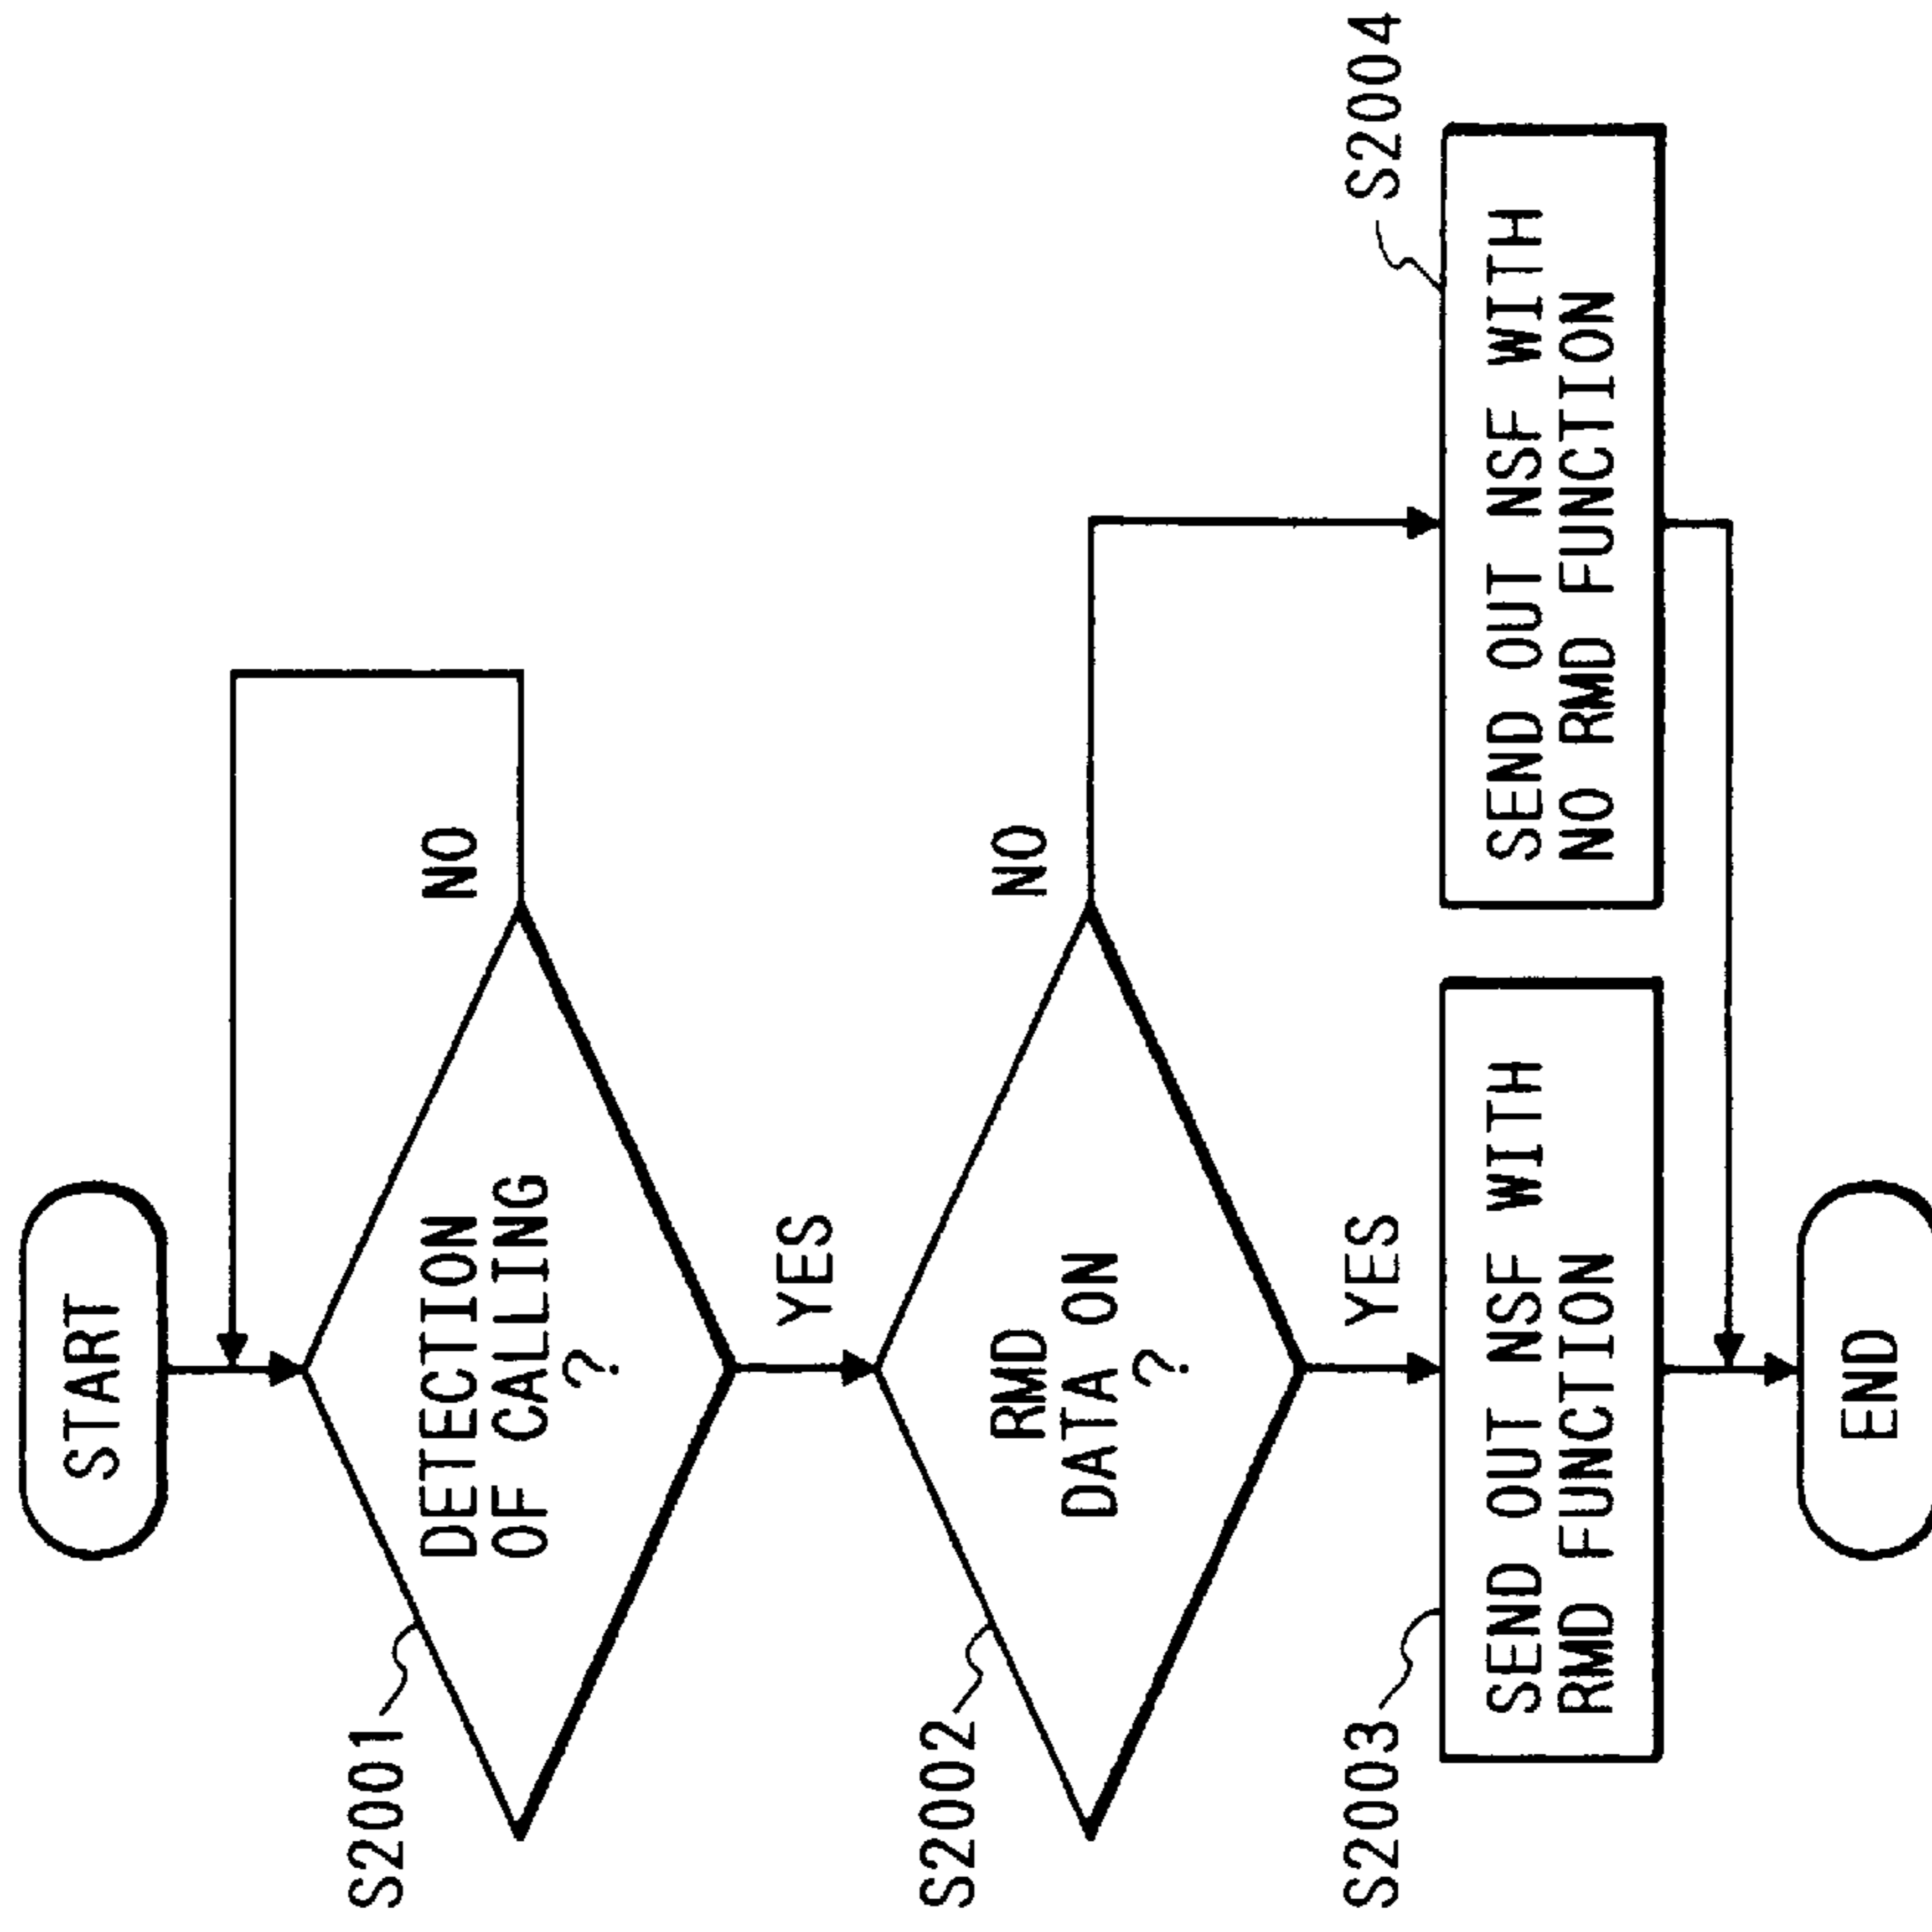 START
S2001
DETECTION
OF CALLING
?
NO
YES
S2002
RMD
DATA ON
?
NO
YES
S2003
SEND OUT NSF WITH
RMD FUNCTION
S2004
SEND OUT NSF WITH
NO RMD FUNCTION
END